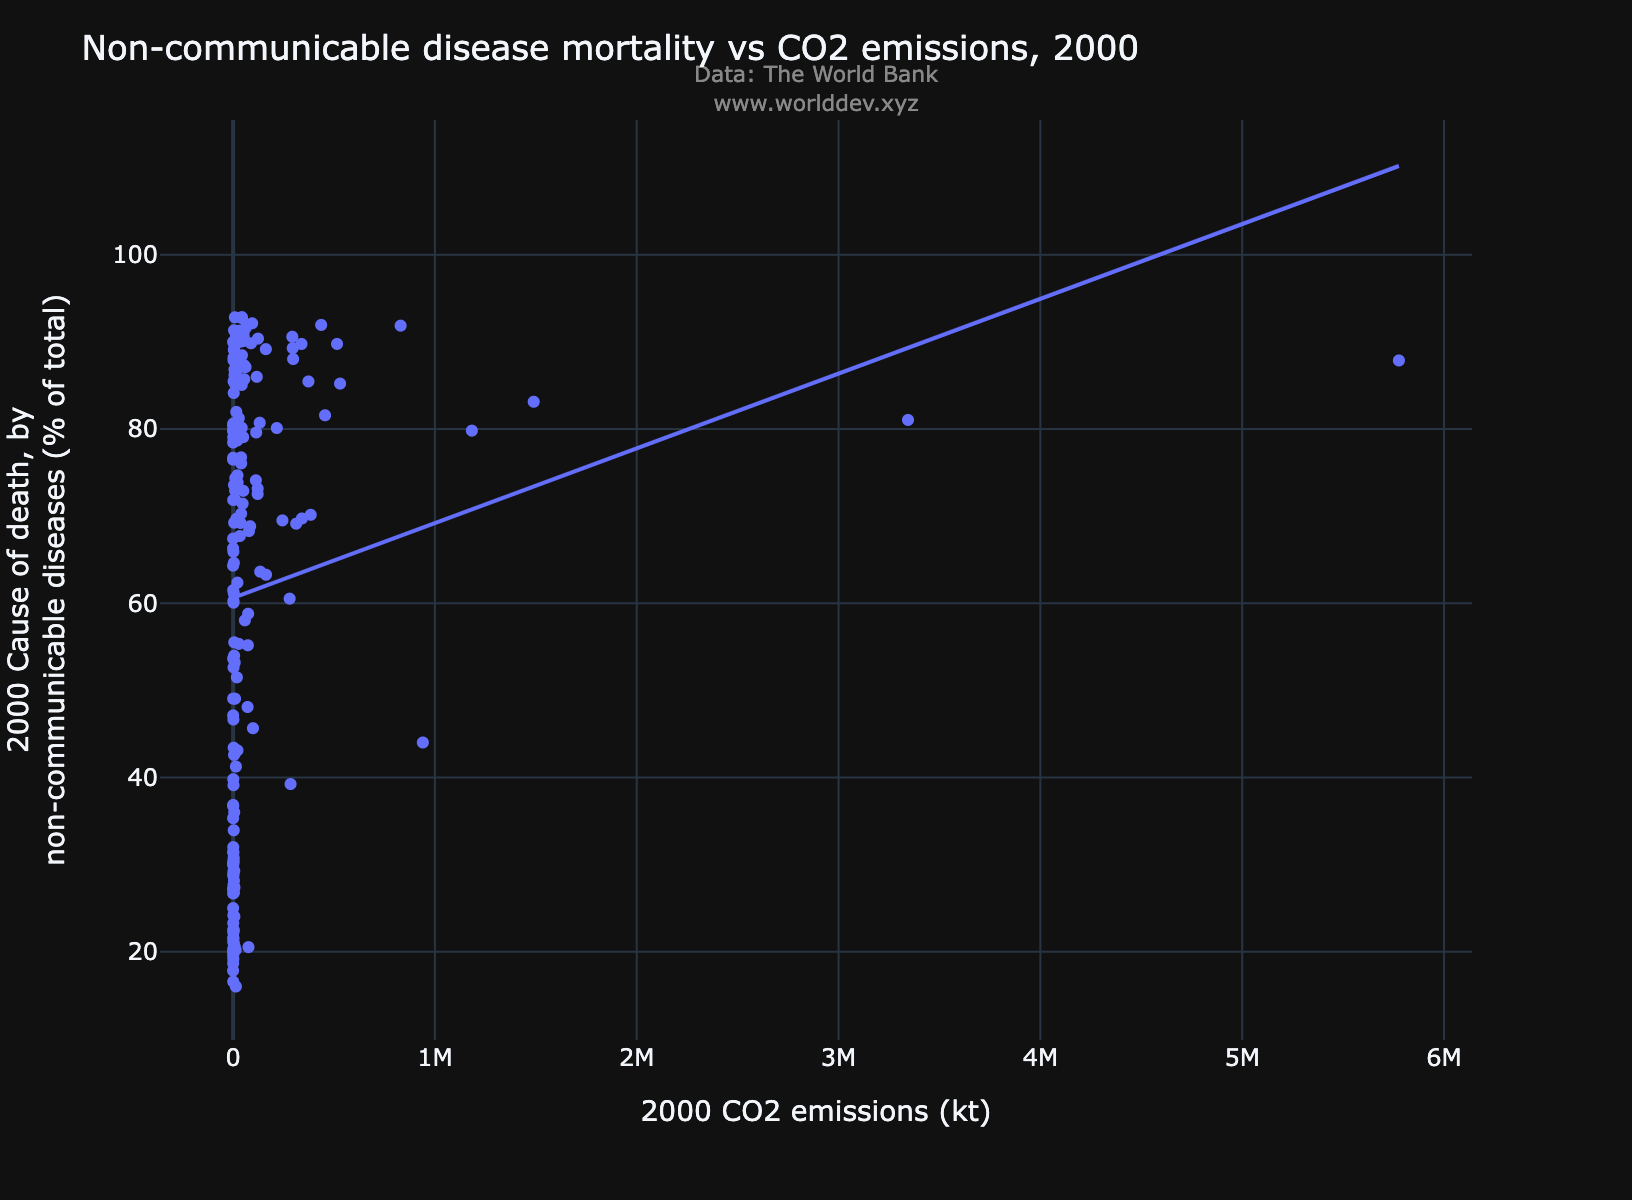 Non-communicable disease mortality vs CO2 emissions, 2000
Data: The World Bank
www.worlddev.xyz
2000 Cause of death, by
non-communicable diseases (% of total)
100
80
60
40
20
0 1M 2M 3M 4M 5M 6M
2000 CO2 emissions (kt)